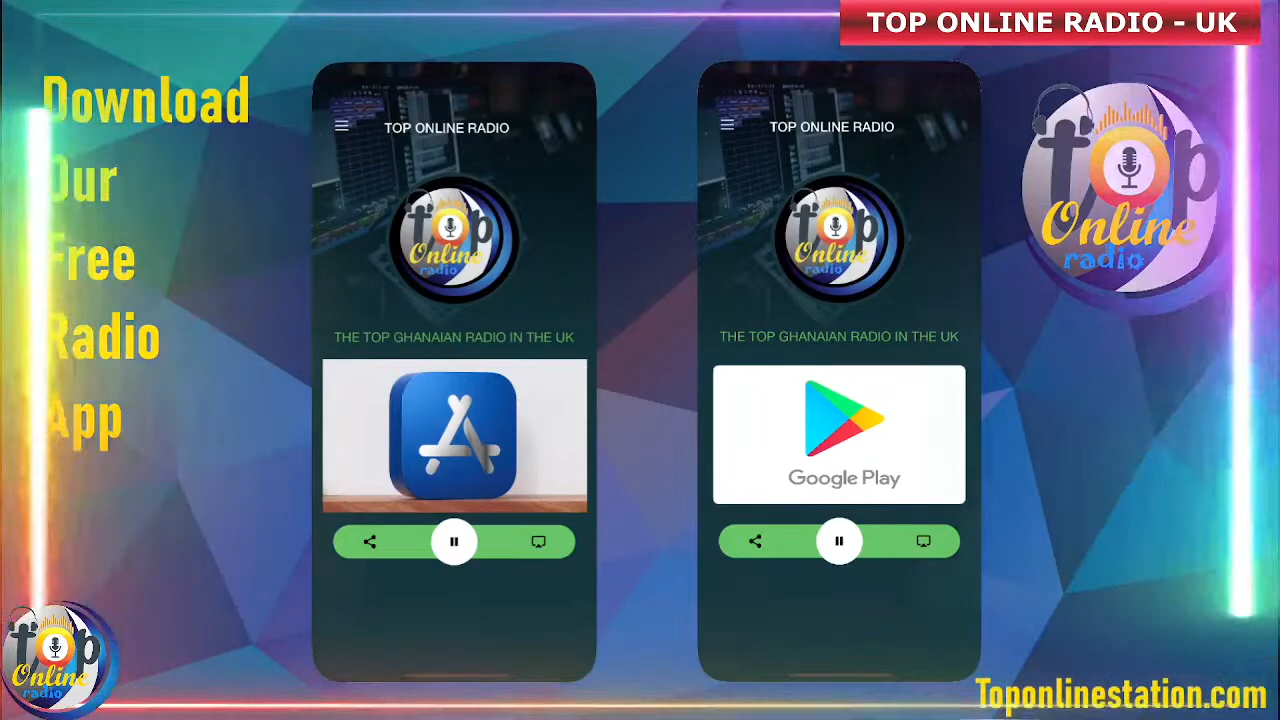 TOP ONLINE RADIO - UK
Download
Our
Free
Radio
App
TOP ONLINE RADIO
top
Online
radio
THE TOP GHANAIAN RADIO IN THE UK
TOP ONLINE RADIO
top
Online
radio
THE TOP GHANAIAN RADIO IN THE UK
Google Play
top
Online
radio
top
Online
radio
Toponlinestation.com